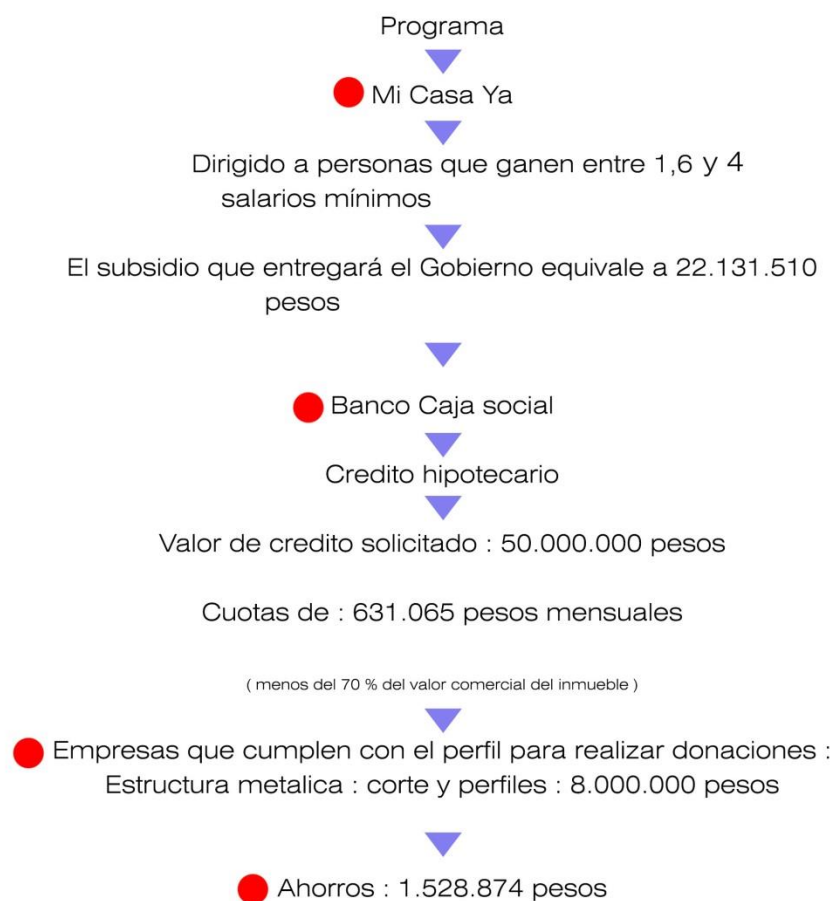 Programa
Mi Casa Ya
Dirigido a personas que ganen entre 1,6 y 4
salarios mínimos
El subsidio que entregará el Gobierno equivale a 22.131.510
pesos
Banco Caja social
Credito hipotecario
Valor de credito solicitado : 50.000.000 pesos
Cuotas de : 631.065 pesos mensuales
( menos del 70 % del valor comercial del inmueble )
Empresas que cumplen con el perfil para realizar donaciones :
Estructura metalica : corte y perfiles : 8.000.000 pesos
Ahorros : 1.528.874 pesos